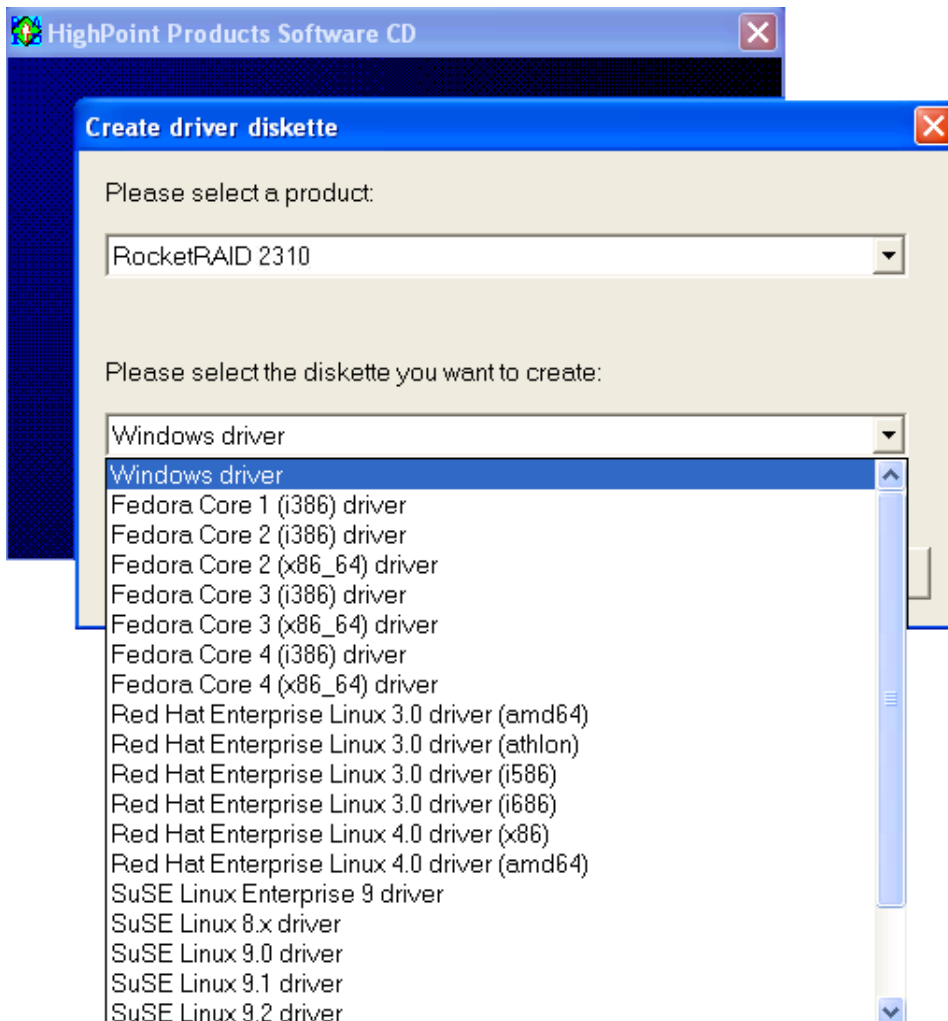 HighPoint Products Software CD
Create driver diskette
Please select a product:
RocketRAID 2310
Please select the diskette you want to create:
Windows driver
Windows driver
Fedora Core 1 (i386) driver
Fedora Core 2 (i386) driver
Fedora Core 2 (x86_64) driver
Fedora Core 3 (i386) driver
Fedora Core 3 (x86_64) driver
Fedora Core 4 (i386) driver
Fedora Core 4 (x86_64) driver
Red Hat Enterprise Linux 3.0 driver (amd64)
Red Hat Enterprise Linux 3.0 driver (athlon)
Red Hat Enterprise Linux 3.0 driver (i586)
Red Hat Enterprise Linux 3.0 driver (i686)
Red Hat Enterprise Linux 4.0 driver (x86)
Red Hat Enterprise Linux 4.0 driver (amd64)
SuSE Linux Enterprise 9 driver
SuSE Linux 8.x driver
SuSE Linux 9.0 driver
SuSE Linux 9.1 driver
SuSE Linux 9.2 driver